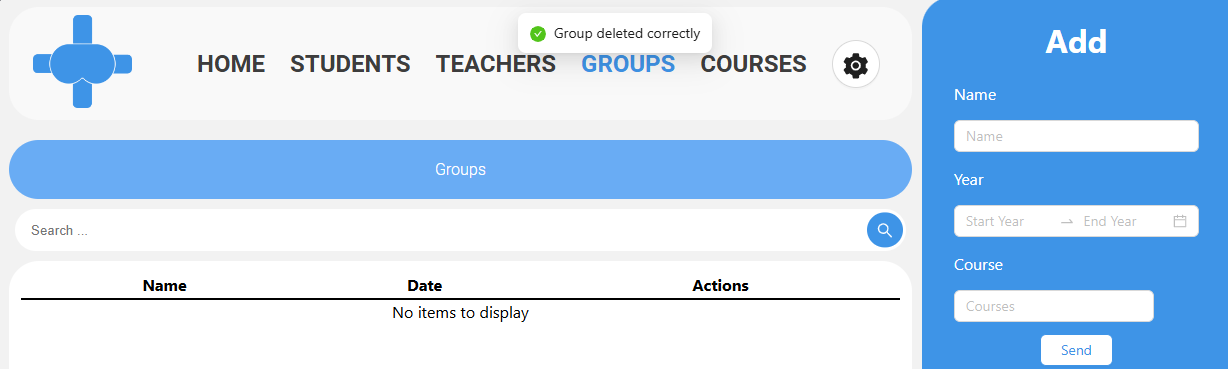 Group deleted correctly
HOME STUDENTS TEACHERS GROUPS COURSES
Groups
Search ...
Name Date Actions
No items to display
Add
Name
Name
Year
Start Year End Year
Course
Courses
Send